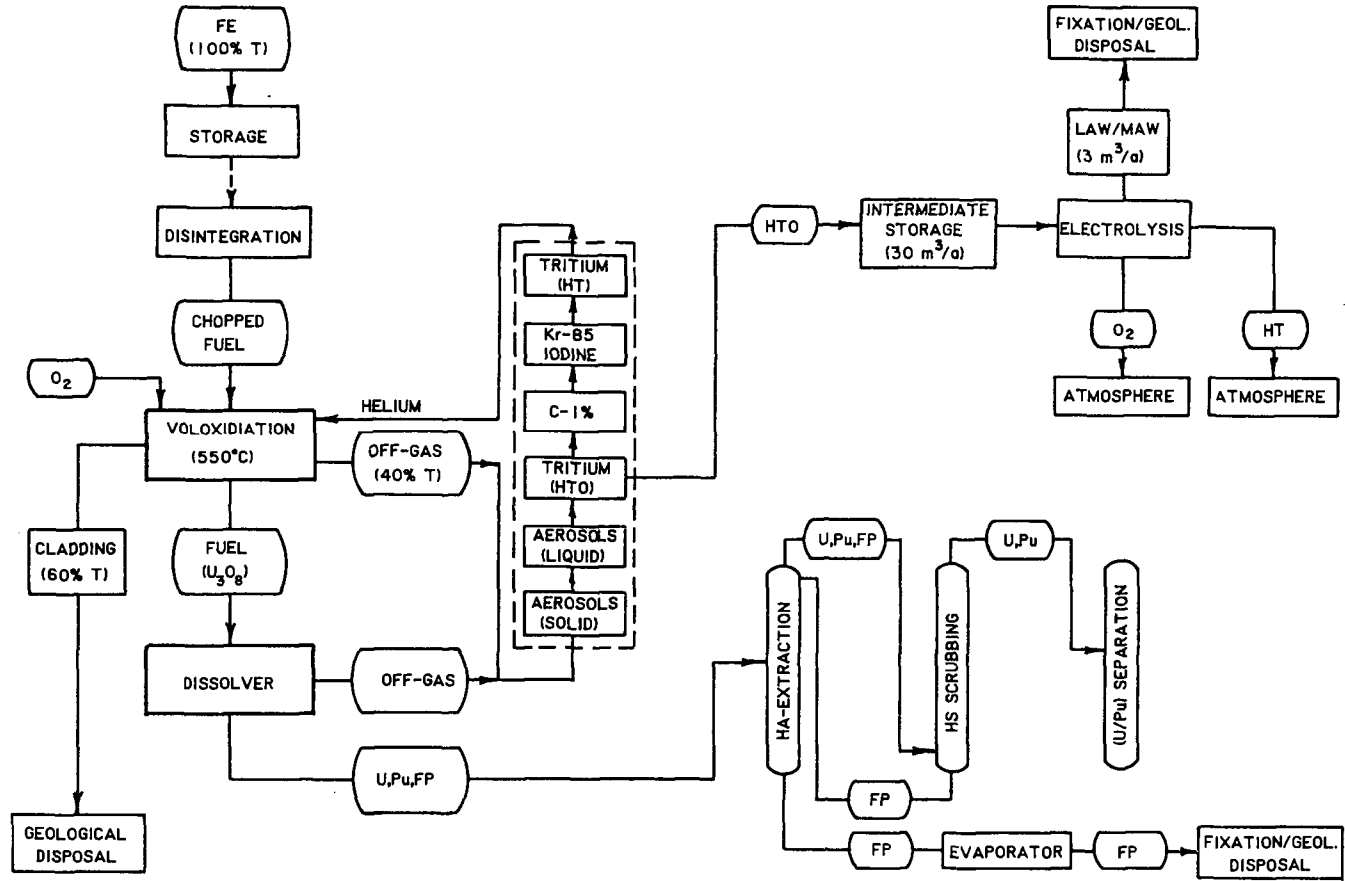 FE
(100% T)
STORAGE
DISINTEGRATION
CHOPPED
FUEL
O2
VOLOXIDIATION
(550°C)
HELIUM
OFF-GAS
(40% T)
CLADDING
(60% T)
FUEL
(U3O8)
DISSOLVER
OFF-GAS
U,Pu,FP
GEOLOGICAL
DISPOSAL
TRITIUM
(HT)
Kr-85
IODINE
C-1%
TRITIUM
(HTO)
AEROSOLS
(LIQUID)
AEROSOLS
(SOLID)
HTO
INTERMEDIATE
STORAGE
(30 m3/a)
ELECTROLYSIS
LAW/MAW
(3 m3/a)
FIXATION/GEOL.
DISPOSAL
O2
ATMOSPHERE
HT
ATMOSPHERE
HA-EXTRACTION
U,Pu,FP
HS SCRUBBING
U,Pu
(U/Pu) SEPARATION
FP
FP
EVAPORATOR
FP
FIXATION/GEOL.
DISPOSAL